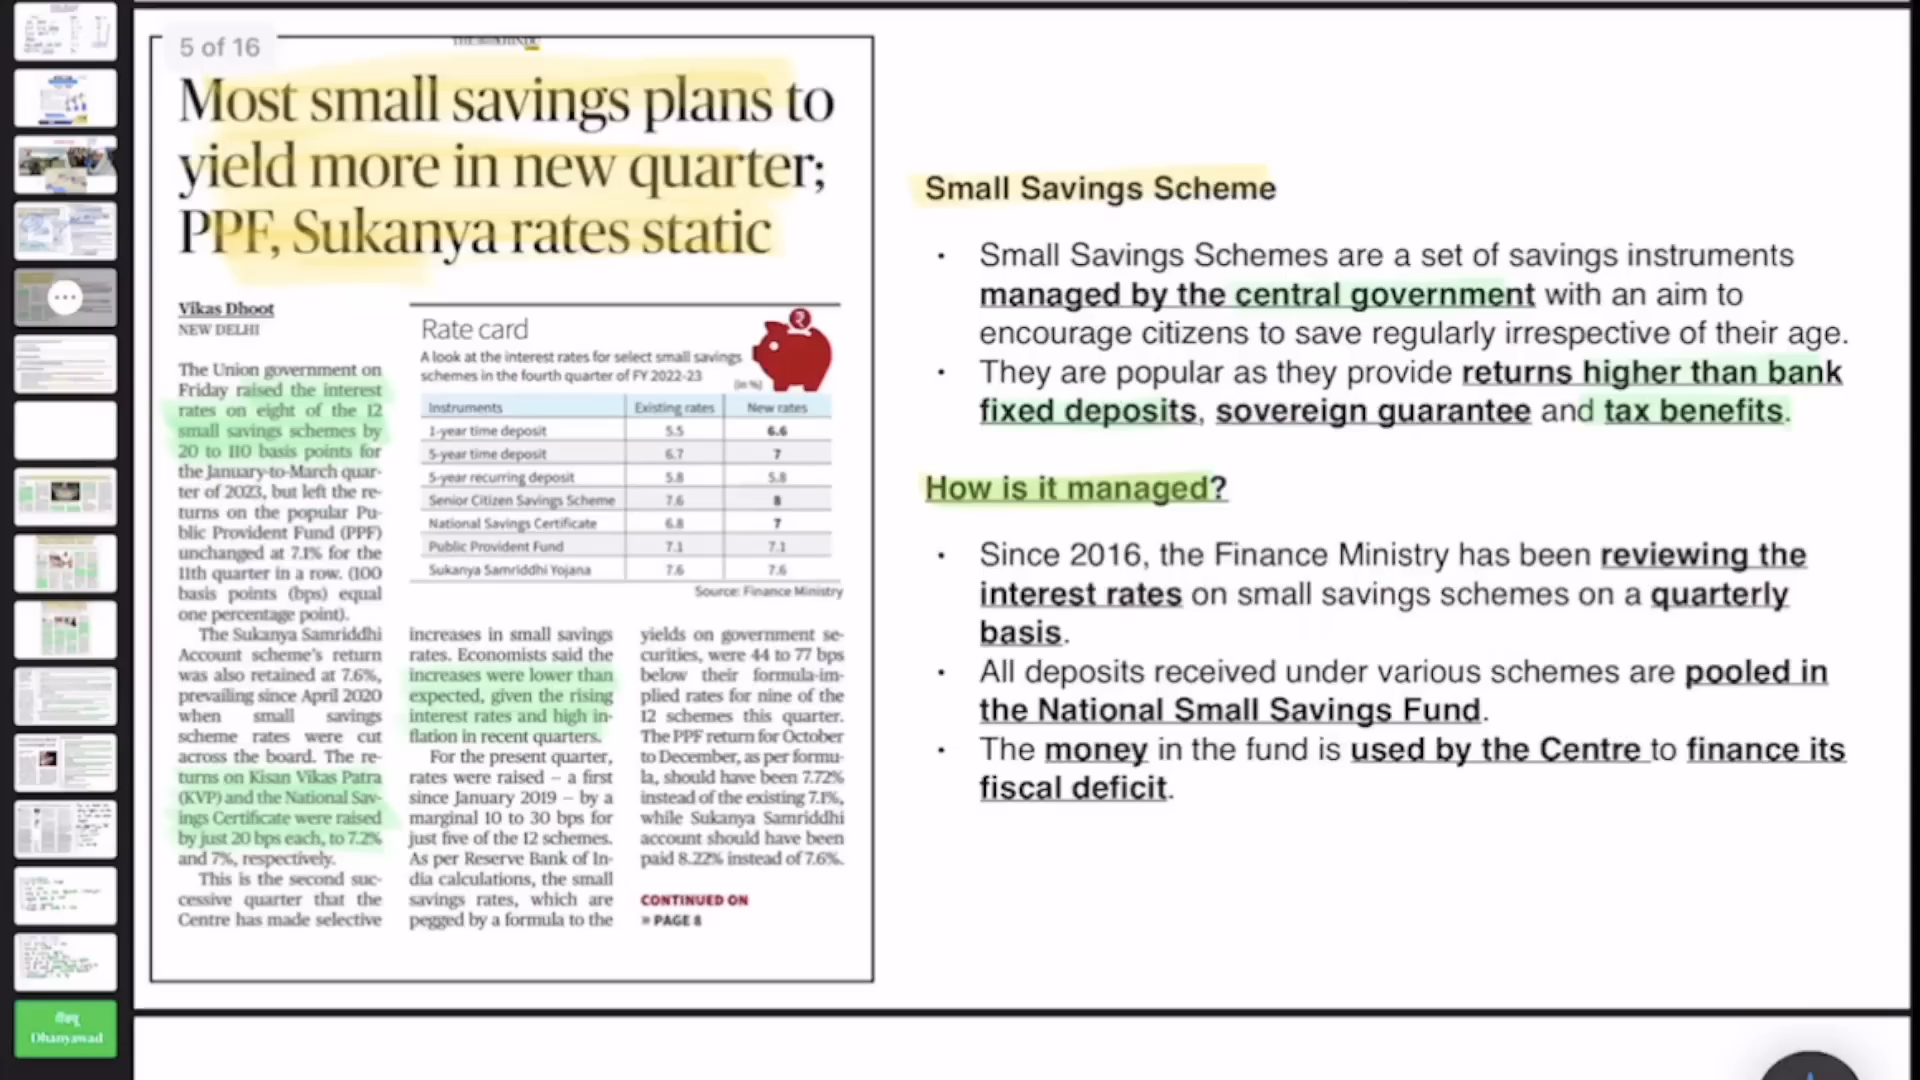 5 of 16
THE HINDU
Most small savings plans to
yield more in new quarter;
PPF, Sukanya rates static
Vikas Dhoot
NEW DELHI
The Union government on
Friday raised the interest
rates on eight of the 12
small savings schemes by
20 to 110 basis points for
the January-to-March quar-
ter of 2023, but left the re-
turns on the popular Pu-
blic Provident Fund (PPF)
unchanged at 7.1% for the
11th quarter in a row. (100
basis points (bps) equal
one percentage point).
The Sukanya Samriddhi
Account scheme's return
was also retained at 7.6%,
prevailing since April 2020
when small savings
scheme rates were cut
across the board. The re-
turns on Kisan Vikas Patra
(KVP) and the National Sav-
ings Certificate were raised
by just 20 bps each, to 7.2%
and 7%, respectively.
This is the second suc-
cessive quarter that the
Centre has made selective
Rate card
A look at the interest rates for select small savings
schemes in the fourth quarter of FY 2022-23
(in %)
Instruments Existing rates New rates
1-year time deposit 5.5 6.6
5-year time deposit 6.7 7
5-year recurring deposit 5.8 5.8
Senior Citizen Savings Scheme 7.6 8
National Savings Certificate 6.8 7
Public Provident Fund 7.1 7.1
Sukanya Samriddhi Yojana 7.6 7.6
Source: Finance Ministry
increases in small savings
rates. Economists said the
increases were lower than
expected, given the rising
interest rates and high in-
flation in recent quarters.
For the present quarter,
rates were raised – a first
since January 2019 – by a
marginal 10 to 30 bps for
just five of the 12 schemes.
As per Reserve Bank of In-
dia calculations, the small
savings rates, which are
pegged by a formula to the
yields on government se-
curities, were 44 to 77 bps
below their formula-im-
plied rates for nine of the
12 schemes this quarter.
The PPF return for October
to December, as per formu-
la, should have been 7.72%
instead of the existing 7.1%,
while Sukanya Samriddhi
account should have been
paid 8.22% instead of 7.6%.
CONTINUED ON
» PAGE 8
Small Savings Scheme
• Small Savings Schemes are a set of savings instruments
managed by the central government with an aim to
encourage citizens to save regularly irrespective of their age.
• They are popular as they provide returns higher than bank
fixed deposits, sovereign guarantee and tax benefits.
How is it managed?
• Since 2016, the Finance Ministry has been reviewing the
interest rates on small savings schemes on a quarterly
basis.
• All deposits received under various schemes are pooled in
the National Small Savings Fund.
• The money in the fund is used by the Centre to finance its
fiscal deficit.
Dhanyawad